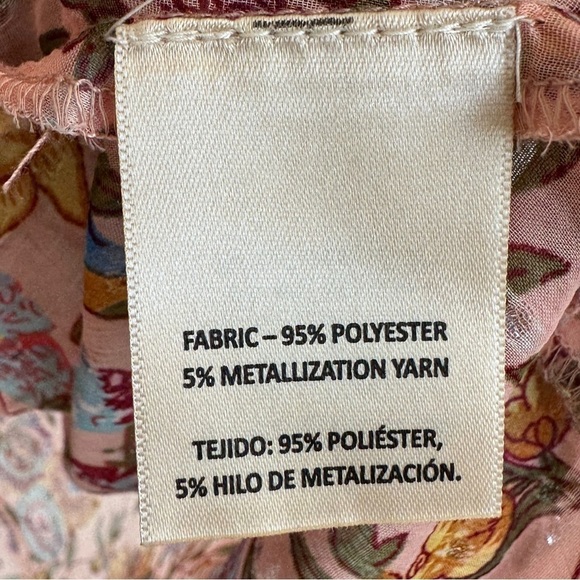 FABRIC – 95% POLYESTER
5% METALLIZATION YARN
TEJIDO: 95% POLIÉSTER,
5% HILO DE METALIZACIÓN.